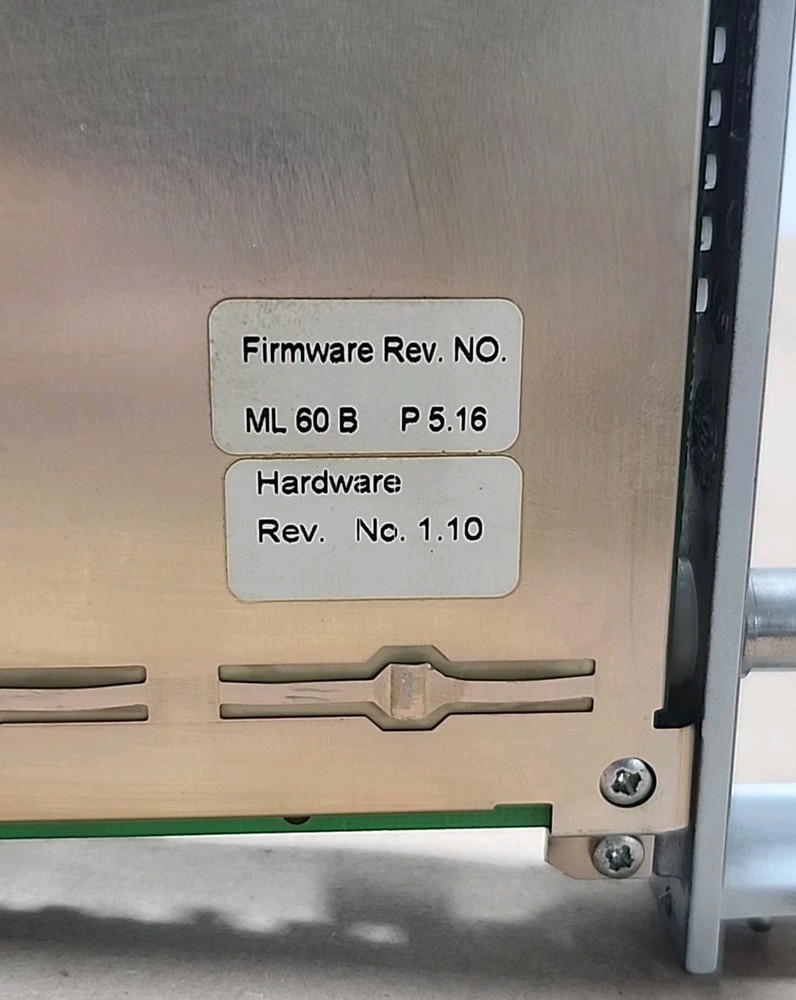 Firmware Rev. NO.
ML 60 B P 5.16
Hardware
Rev. No. 1.10